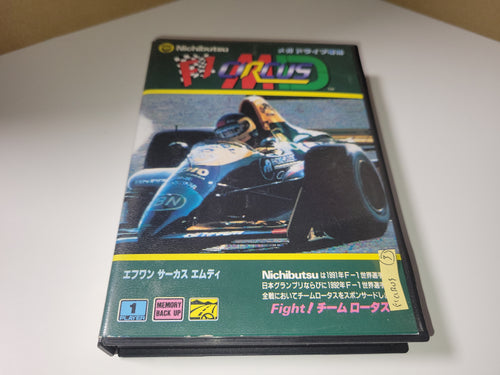 Nichibutsu
メガドライブ専用
F1 CIRCUS MD
TM
BN
エフワン サーカス エムディ
1
PLAYER
MEMORY
BACK UP
Nichibutsuは1991年F-1世界選手
日本グランプリならびに1992年F-1世界選手
全戦においてチームロータスをスポンサードし
Fight! チーム ロータス